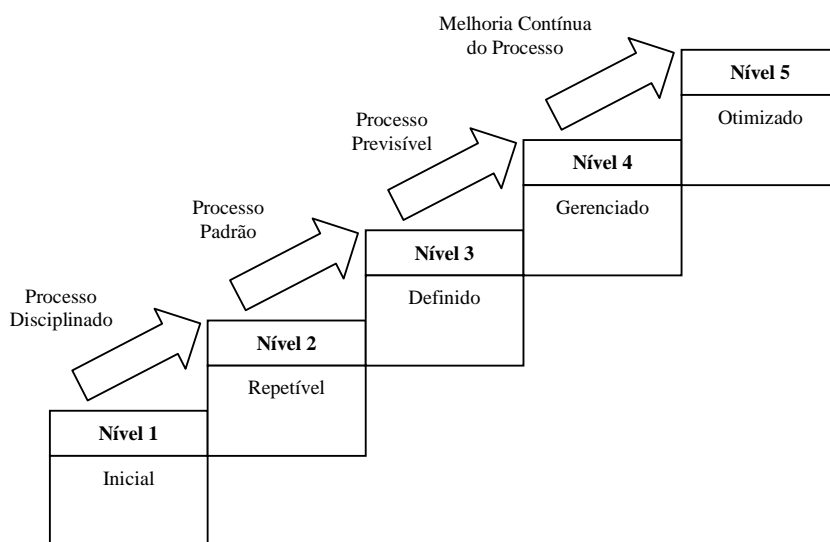 Melhoria Contínua
do Processo
Nível 5
Otimizado
Processo
Previsível
Nível 4
Gerenciado
Processo
Padrão
Nível 3
Definido
Processo
Disciplinado
Nível 2
Repetível
Nível 1
Inicial